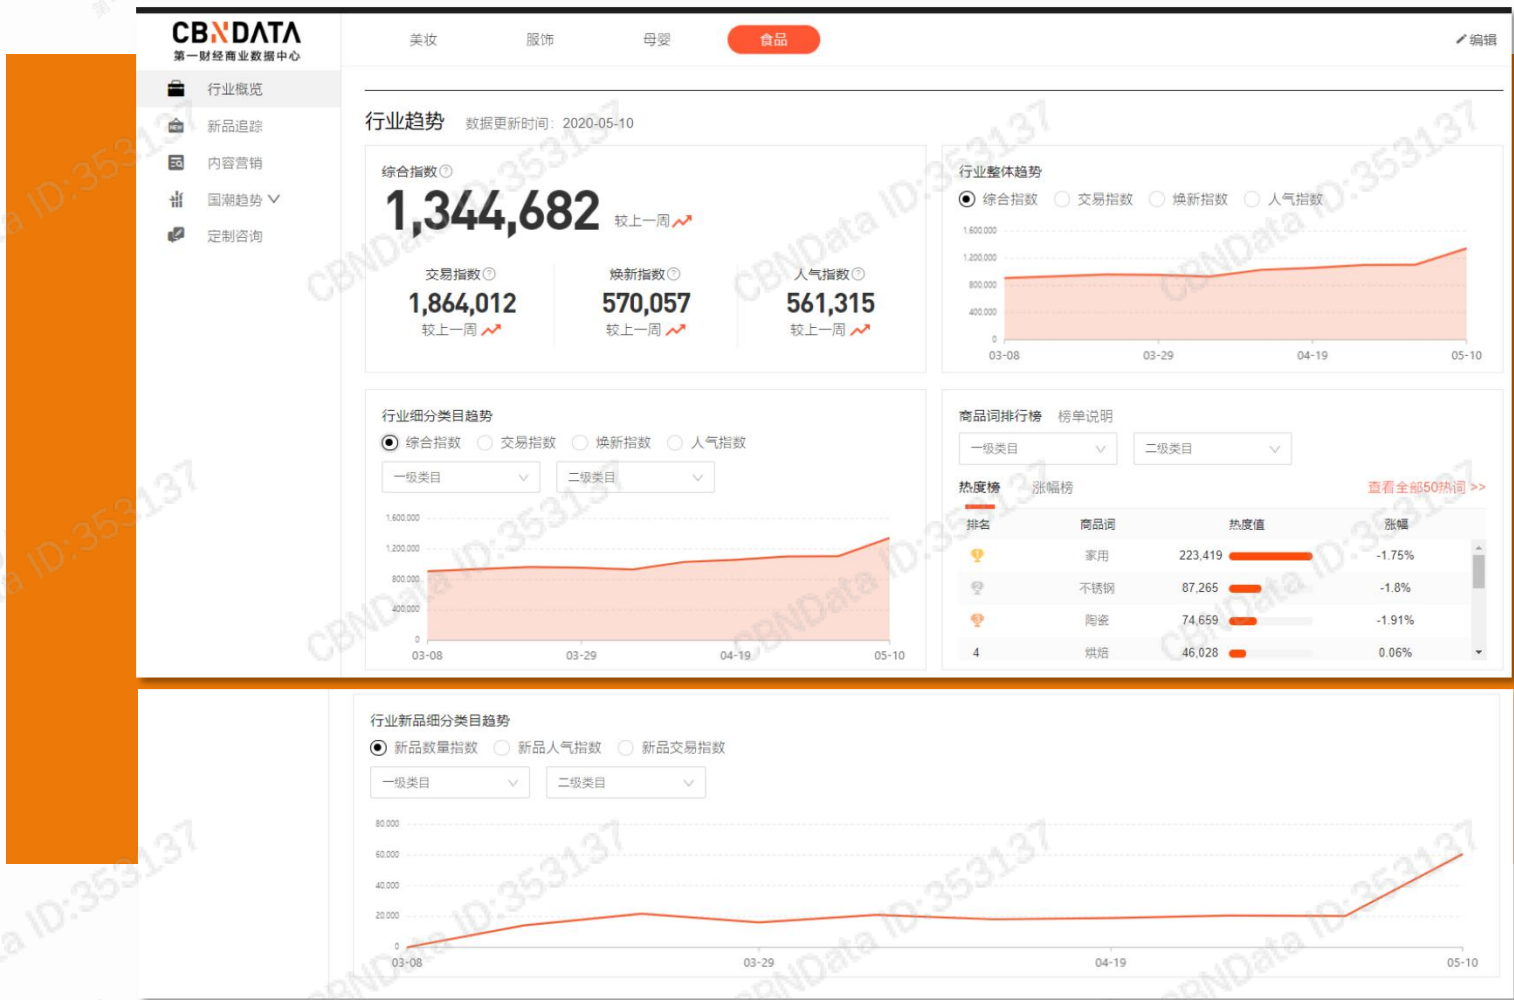 CBNDATA
第一财经商业数据中心
美妆 服饰 母婴 食品
编辑
行业概览
新品追踪
内容营销
国潮趋势
定制咨询
行业趋势 数据更新时间: 2020-05-10
综合指数
1,344,682 较上一周
交易指数 焕新指数 人气指数
1,864,012 570,057 561,315
较上一周 较上一周 较上一周
行业整体趋势
综合指数 交易指数 焕新指数 人气指数
1,600,000
1,200,000
800,000
400,000
0
03-08 03-29 04-19 05-10
行业细分类目趋势
综合指数 交易指数 焕新指数 人气指数
一级类目 二级类目
1,600,000
1,200,000
800,000
400,000
0
03-08 03-29 04-19 05-10
商品词排行榜 榜单说明
一级类目 二级类目
热度榜 涨幅榜 查看全部50热词 >>
排名 商品词 热度值 涨幅
1 家用 223,419 -1.75%
2 不锈钢 87,265 -1.8%
3 陶瓷 74,659 -1.91%
4 烘焙 46,028 0.06%
行业新品细分类目趋势
新品数量指数 新品人气指数 新品交易指数
一级类目 二级类目
80,000
60,000
40,000
20,000
0
03-08 03-29 04-19 05-10
CBNData ID:353137